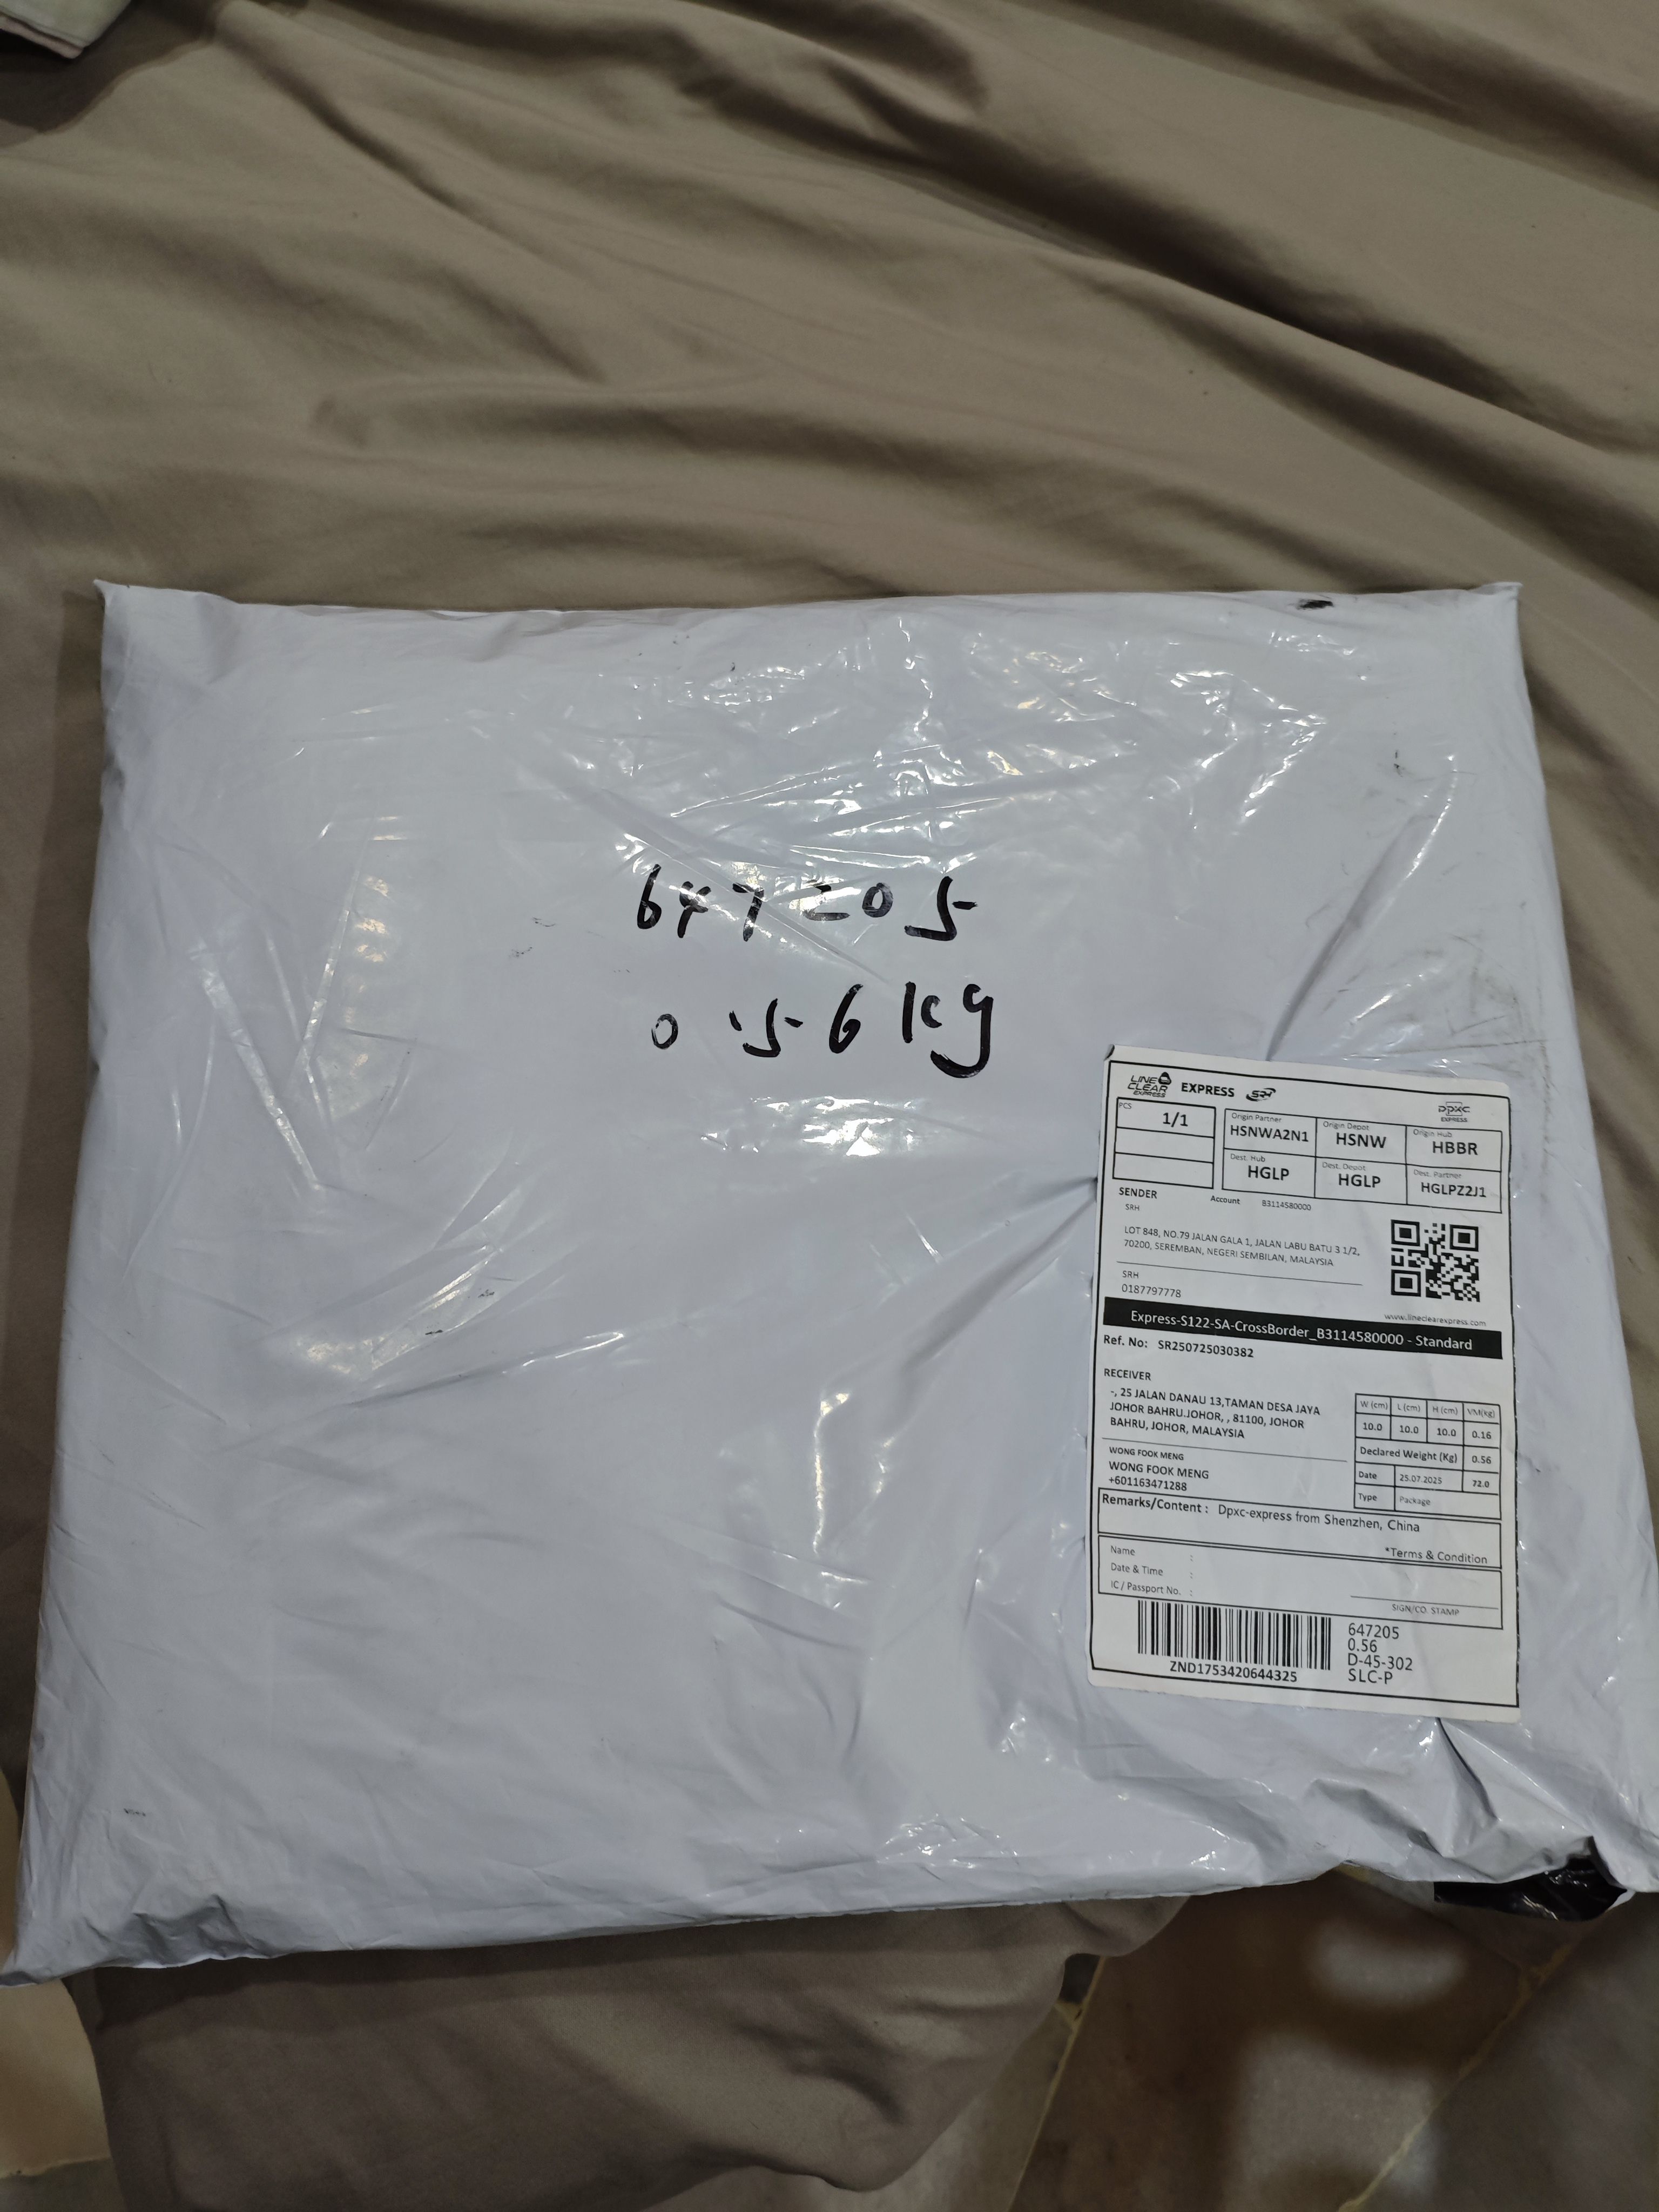 647205
0.56kg
LINE CLEAR EXPRESS EXPRESS SRH
DPXC EXPRESS
PCS 1/1
Origin Partner HSNWA2N1
Origin Depot HSNW
Origin Hub HBBR
Dest. Hub HGLP
Dest. Depot HGLP
Dest. Partner HGLPZ2J1
SENDER Account B3114580000
SRH
LOT 848, NO.79 JALAN GALA 1, JALAN LABU BATU 3 1/2,
70200, SEREMBAN, NEGERI SEMBILAN, MALAYSIA
SRH
0187797778
www.lineclearexpress.com
Express-S122-SA-CrossBorder_B3114580000 - Standard
Ref. No: SR250725030382
RECEIVER
-, 25 JALAN DANAU 13,TAMAN DESA JAYA
JOHOR BAHRU.JOHOR, , 81100, JOHOR
BAHRU, JOHOR, MALAYSIA
WONG FOOK MENG
WONG FOOK MENG
+601163471288
W (cm) L (cm) H (cm) VM(kg)
10.0 10.0 10.0 0.16
Declared Weight (Kg) 0.56
Date 25.07.2025 72.0
Type Package
Remarks/Content : Dpxc-express from Shenzhen, China
*Terms & Condition
Name :
Date & Time :
IC / Passport No. :
SIGN/CO. STAMP
ZND1753420644325
647205
0.56
D-45-302
SLC-P